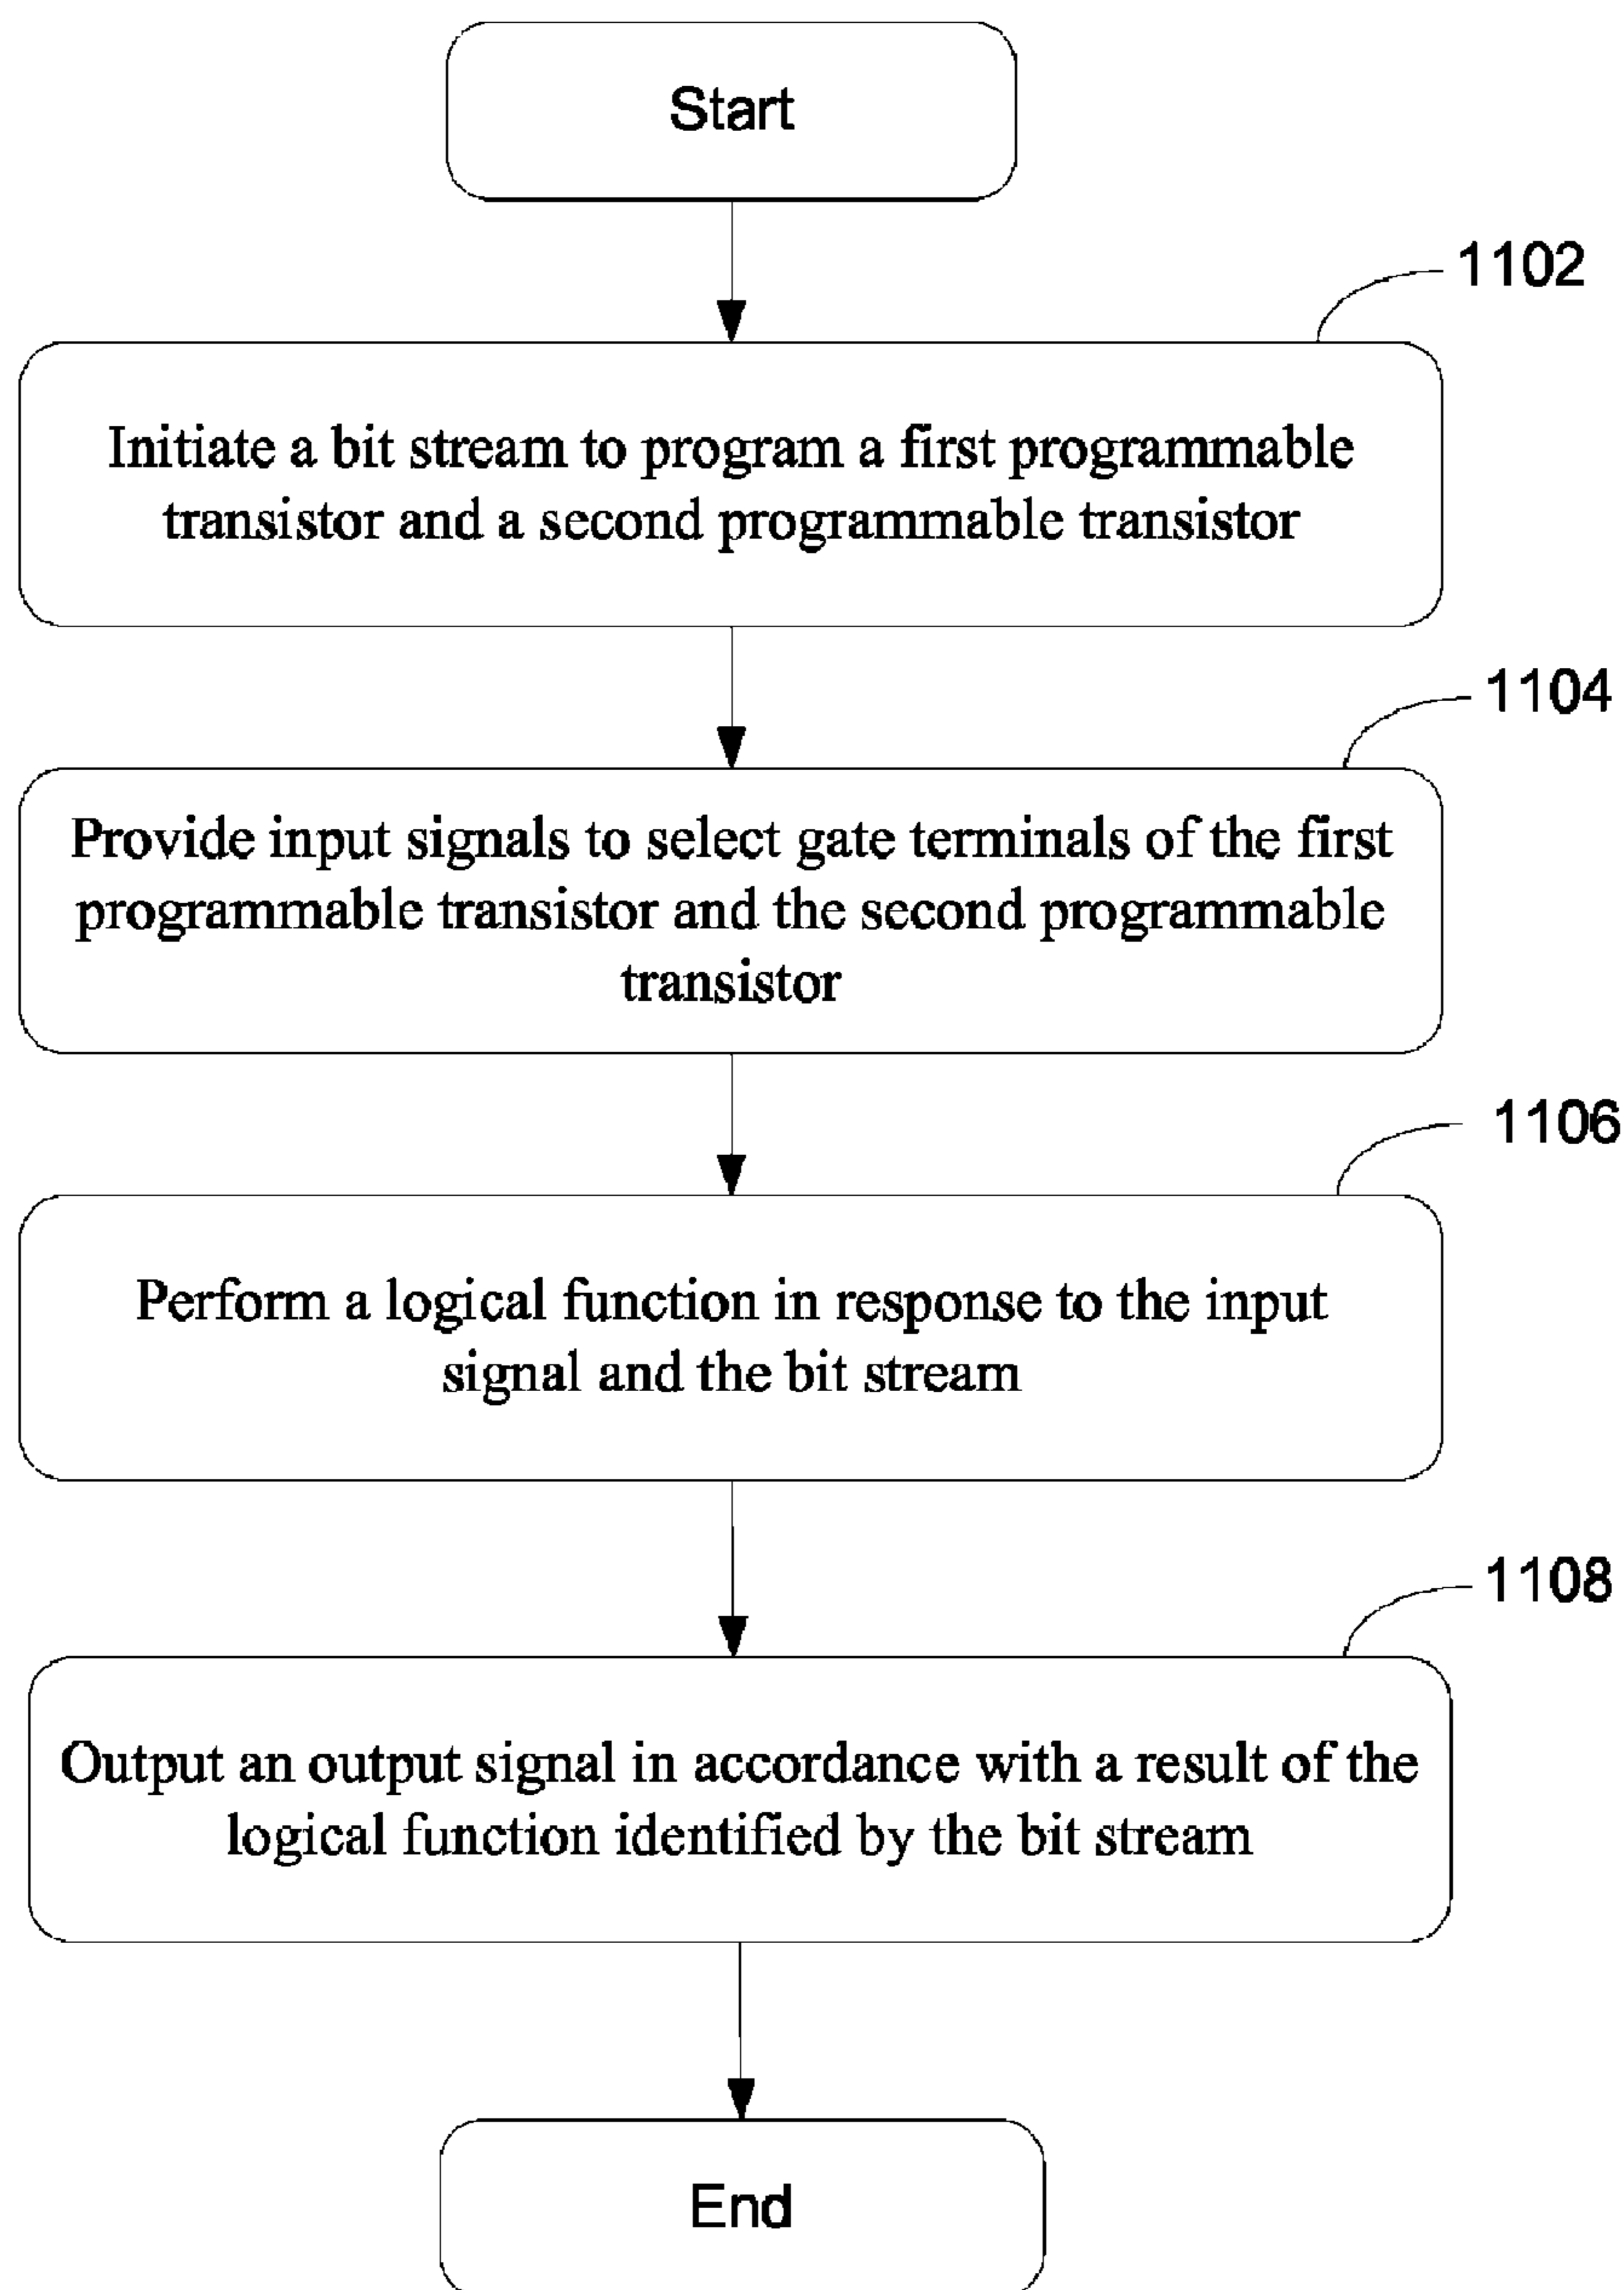 Start
1102
Initiate a bit stream to program a first programmable
transistor and a second programmable transistor
1104
Provide input signals to select gate terminals of the first
programmable transistor and the second programmable
transistor
1106
Perform a logical function in response to the input
signal and the bit stream
1108
Output an output signal in accordance with a result of the
logical function identified by the bit stream
End